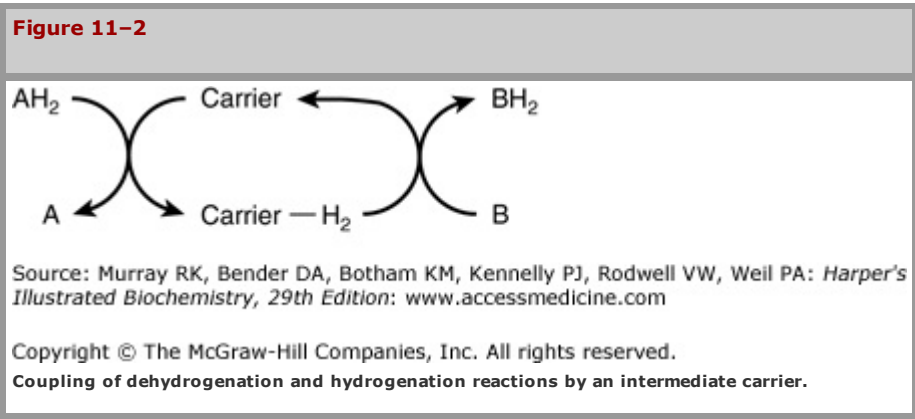 Figure 11–2
AH₂ Carrier BH₂
A Carrier — H₂ B
Source: Murray RK, Bender DA, Botham KM, Kennelly PJ, Rodwell VW, Weil PA: Harper's
Illustrated Biochemistry, 29th Edition: www.accessmedicine.com
Copyright © The McGraw-Hill Companies, Inc. All rights reserved.
Coupling of dehydrogenation and hydrogenation reactions by an intermediate carrier.